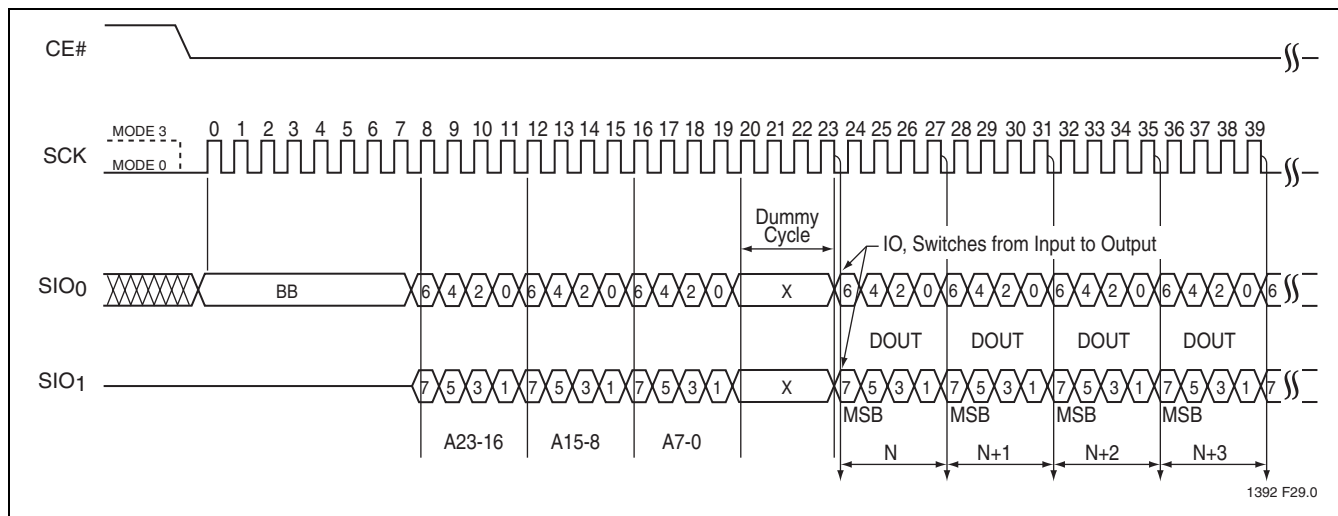 CE#
MODE 3
0 1 2 3 4 5 6 7 8 9 10 11 12 13 14 15 16 17 18 19 20 21 22 23 24 25 26 27 28 29 30 31 32 33 34 35 36 37 38 39
SCK
MODE 0
Dummy
Cycle
IO, Switches from Input to Output
SIO0
BB 6 4 2 0 6 4 2 0 6 4 2 0 X 6 4 2 0 6 4 2 0 6 4 2 0 6 4 2 0 6
DOUT DOUT DOUT DOUT
SIO1
7 5 3 1 7 5 3 1 7 5 3 1 X 7 5 3 1 7 5 3 1 7 5 3 1 7 5 3 1 7
MSB MSB MSB MSB
A23-16 A15-8 A7-0
N N+1 N+2 N+3
1392 F29.0